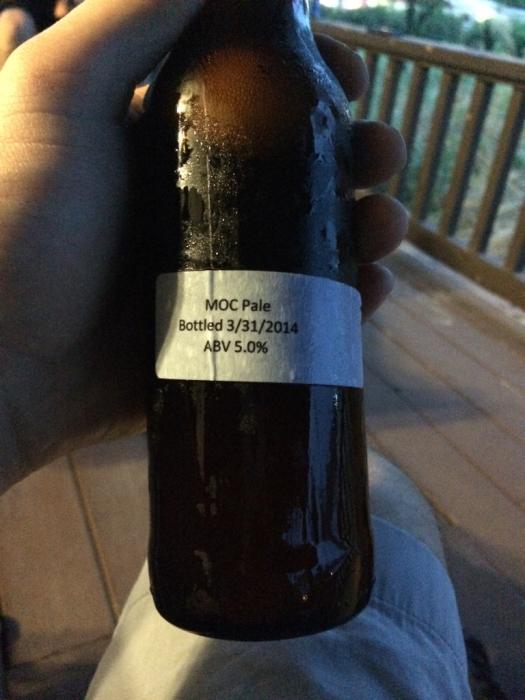 MOC Pale
Bottled 3/31/2014
ABV 5.0%